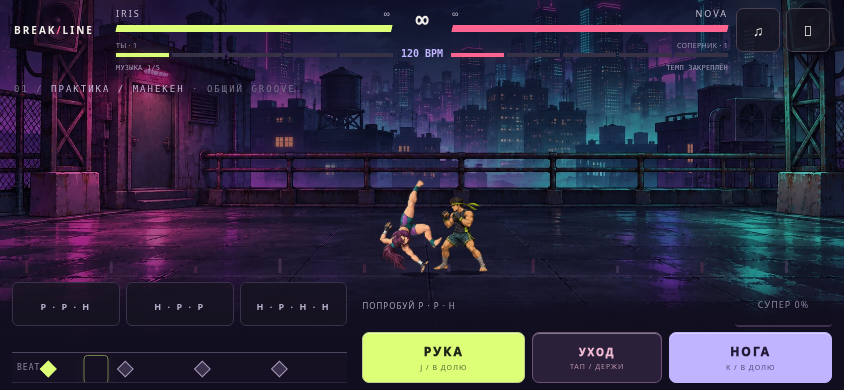 BREAK/LINE
IRIS ∞
∞
∞ NOVA
♫
ТЫ · 1
120 BPM
СОПЕРНИК · 1
МУЗЫКА 1/5
ТЕМП ЗАКРЕПЛЁН
01 / ПРАКТИКА / МАНЕКЕН · ОБЩИЙ GROOVE
Р · Р · Н
Н · Р · Р
Н · Р · Н · Н
ПОПРОБУЙ Р · Р · Н
СУПЕР 0%
BEAT
РУКА
J / В ДОЛЮ
УХОД
ТАП / ДЕРЖИ
НОГА
K / В ДОЛЮ